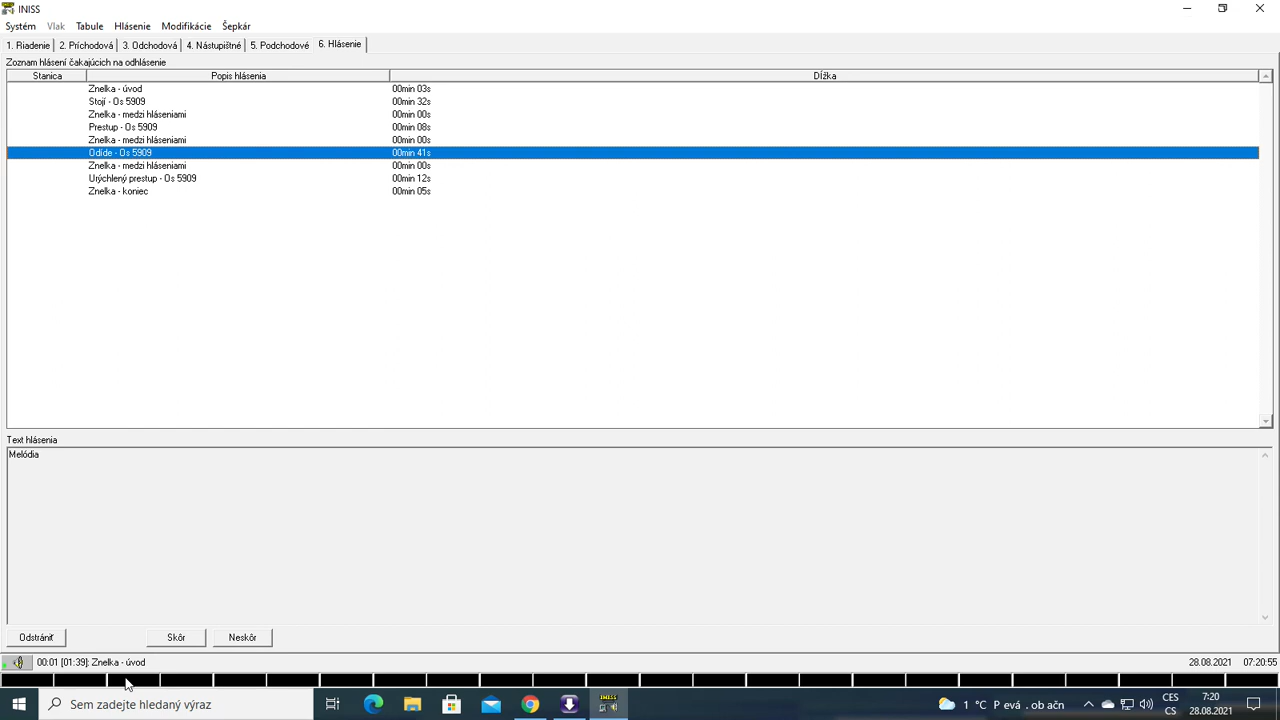 INISS
Systém Vlak Tabule Hlásenie Modifikácie Šepkár
1. Riadenie 2. Príchodová 3. Odchodová 4. Nástupištné 5. Podchodové 6. Hlásenie
Zoznam hlásení čakajúcich na odhlásenie
Stanica Popis hlásenia Dĺžka
Znelka - úvod 00min 03s
Stojí - Os 5909 00min 32s
Znelka - medzi hláseniami 00min 00s
Prestup - Os 5909 00min 08s
Znelka - medzi hláseniami 00min 00s
Odíde - Os 5909 00min 41s
Znelka - medzi hláseniami 00min 00s
Urýchlený prestup - Os 5909 00min 12s
Znelka - koniec 00min 05s
Text hlásenia
Melódia
Odstrániť Skôr Neskôr
00:01 [01:39]: Znelka - úvod 28.08.2021 07:20:55
Sem zadejte hledaný výraz 1 °C P evá . ob ačn CES 7:20
CS 28.08.2021